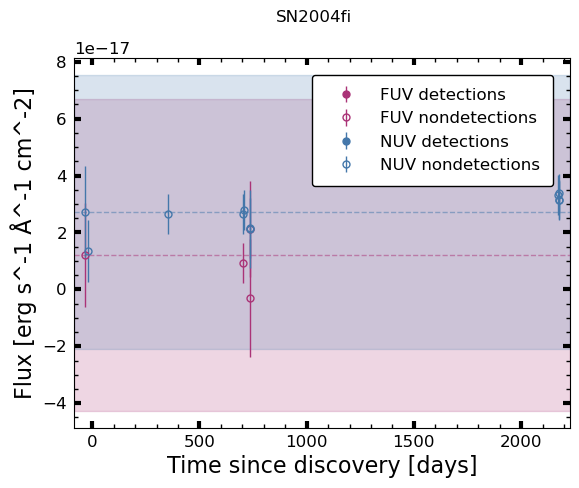 SN2004fi
1e−17
8
6
4
2
0
−2
−4
Flux [erg s^-1 Å^-1 cm^-2]
FUV detections
FUV nondetections
NUV detections
NUV nondetections
0 500 1000 1500 2000
Time since discovery [days]